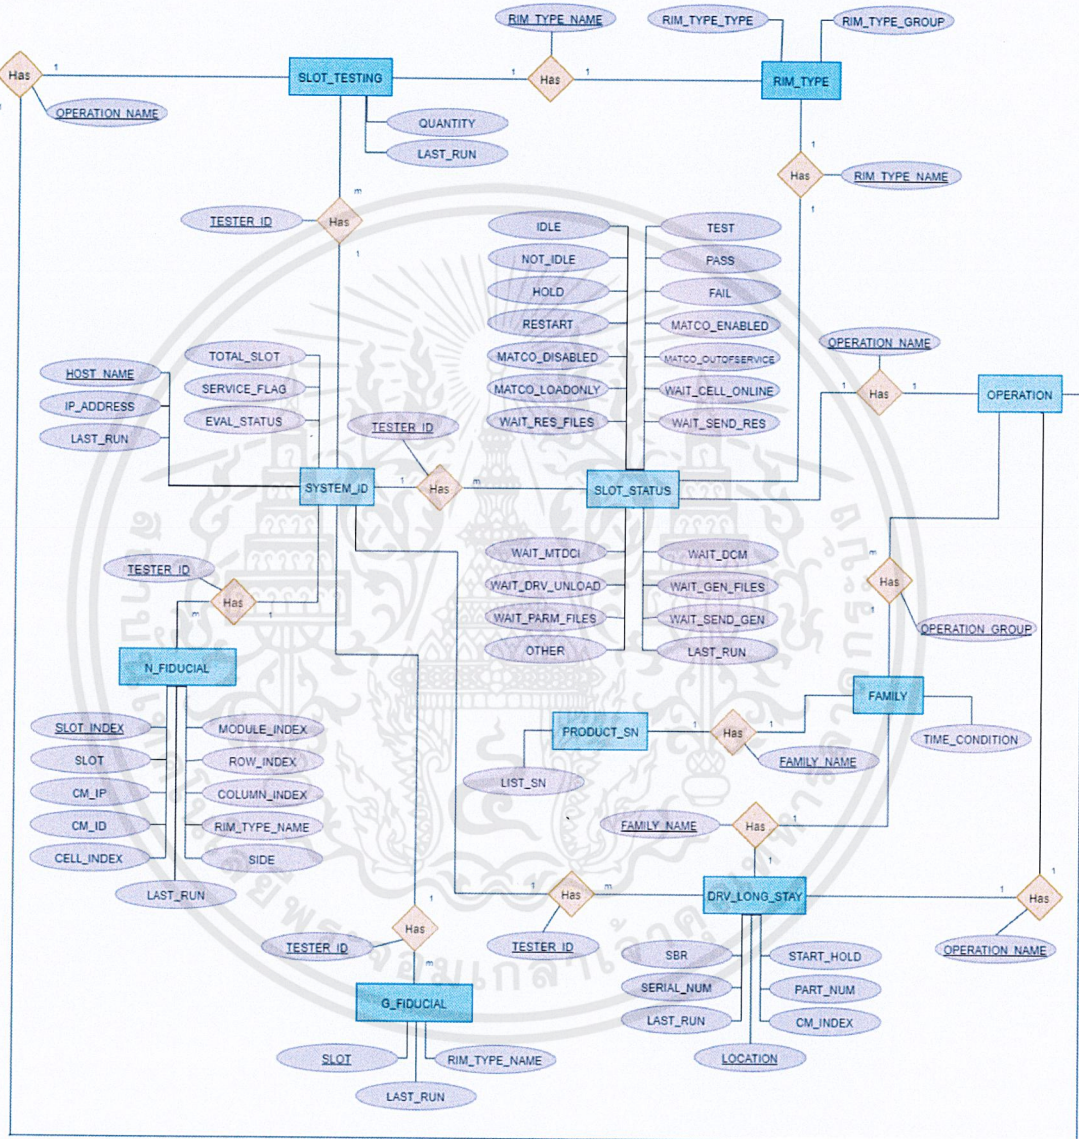 RIM_TYPE_NAME
RIM_TYPE_TYPE
RIM_TYPE_GROUP
Has
1
SLOT_TESTING
1
Has
1
RIM_TYPE
OPERATION_NAME
QUANTITY
LAST_RUN
1
Has
RIM_TYPE_NAME
1
m
TESTER_ID
Has
1
IDLE
TEST
NOT_IDLE
PASS
HOLD
FAIL
RESTART
MATCO_ENABLED
MATCO_DISABLED
MATCO_OUTOFSERVICE
MATCO_LOADONLY
WAIT_CELL_ONLINE
WAIT_RES_FILES
WAIT_SEND_RES
OPERATION_NAME
1
Has
1
OPERATION
TOTAL_SLOT
HOST_NAME
SERVICE_FLAG
IP_ADDRESS
EVAL_STATUS
LAST_RUN
TESTER_ID
SYSTEM_ID
1
Has
m
SLOT_STATUS
WAIT_MTDCI
WAIT_DCM
WAIT_DRV_UNLOAD
WAIT_GEN_FILES
WAIT_PARM_FILES
WAIT_SEND_GEN
OTHER
LAST_RUN
TESTER_ID
m
Has
1
m
Has
1
OPERATION_GROUP
N_FIDUCIAL
FAMILY
SLOT_INDEX
MODULE_INDEX
SLOT
ROW_INDEX
CM_IP
COLUMN_INDEX
CM_ID
RIM_TYPE_NAME
CELL_INDEX
SIDE
LAST_RUN
PRODUCT_SN
1
Has
1
LIST_SN
FAMILY_NAME
TIME_CONDITION
FAMILY_NAME
Has
1
1
1
Has
m
DRV_LONG_STAY
1
1
Has
TESTER_ID
OPERATION_NAME
1
Has
TESTER_ID
m
G_FIDUCIAL
SLOT
RIM_TYPE_NAME
LAST_RUN
SBR
START_HOLD
SERIAL_NUM
PART_NUM
LAST_RUN
CM_INDEX
LOCATION